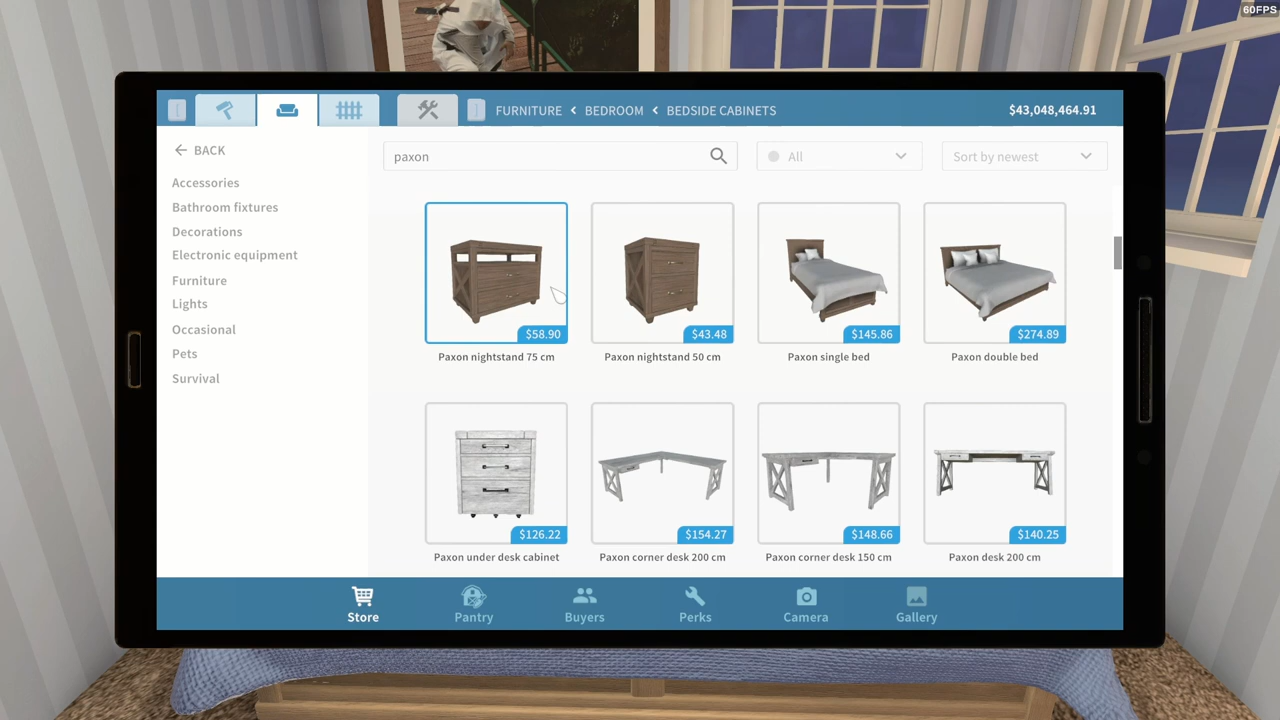 60FPS
FURNITURE < BEDROOM < BEDSIDE CABINETS
$43,048,464.91
BACK
paxon
All
Sort by newest
Accessories
Bathroom fixtures
Decorations
Electronic equipment
Furniture
Lights
Occasional
Pets
Survival
$58.90
$43.48
$145.86
$274.89
Paxon nightstand 75 cm
Paxon nightstand 50 cm
Paxon single bed
Paxon double bed
$126.22
$154.27
$148.66
$140.25
Paxon under desk cabinet
Paxon corner desk 200 cm
Paxon corner desk 150 cm
Paxon desk 200 cm
Store
Pantry
Buyers
Perks
Camera
Gallery